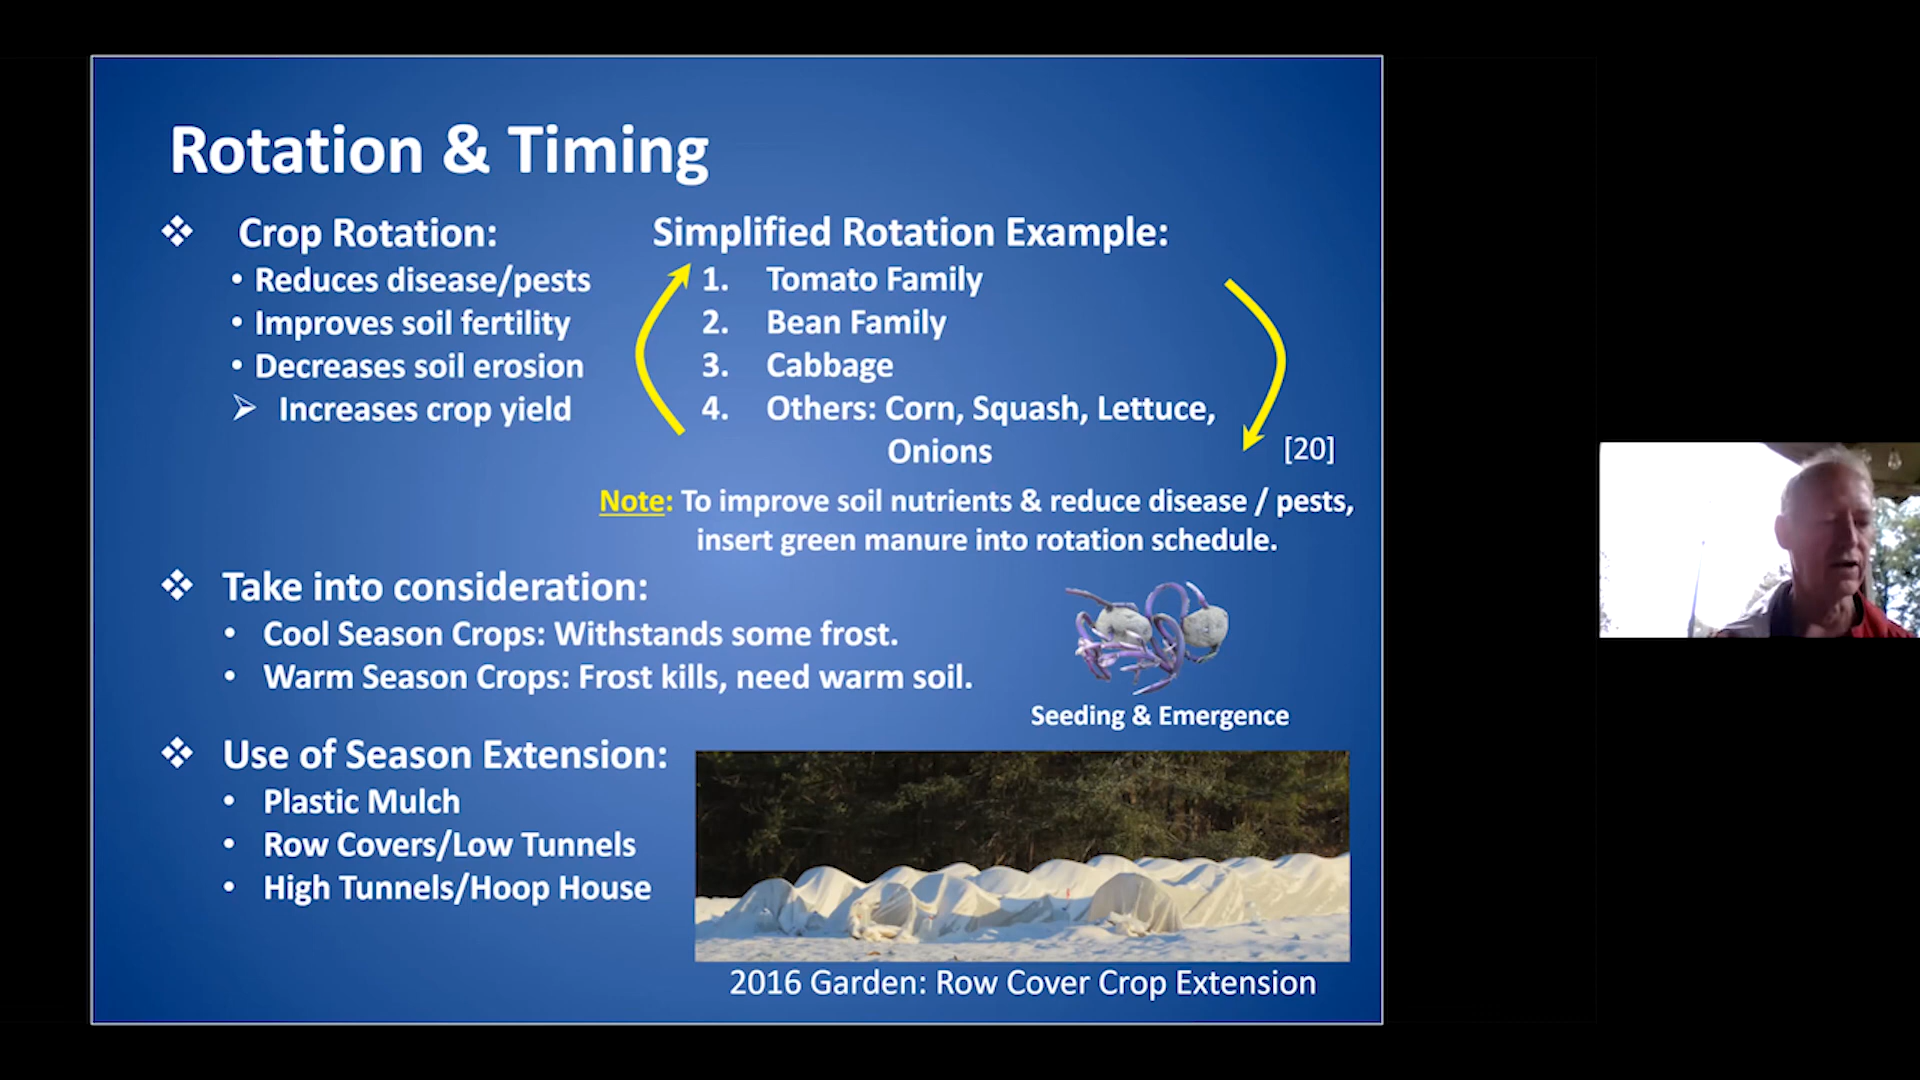 Rotation & Timing
❖ Crop Rotation:
• Reduces disease/pests
• Improves soil fertility
• Decreases soil erosion
➢ Increases crop yield
Simplified Rotation Example:
1. Tomato Family
2. Bean Family
3. Cabbage
4. Others: Corn, Squash, Lettuce,
Onions
[20]
Note: To improve soil nutrients & reduce disease / pests,
insert green manure into rotation schedule.
❖ Take into consideration:
• Cool Season Crops: Withstands some frost.
• Warm Season Crops: Frost kills, need warm soil.
Seeding & Emergence
❖ Use of Season Extension:
• Plastic Mulch
• Row Covers/Low Tunnels
• High Tunnels/Hoop House
2016 Garden: Row Cover Crop Extension